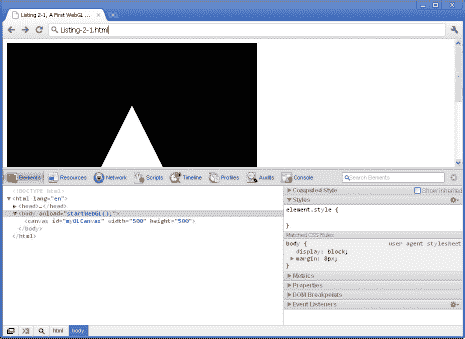 Listing 2-1, A First WebGL ...
Listing-2-1.html
Elements Resources Network Scripts Timeline Profiles Audits Console Search Elements
<!DOCTYPE html>
<html lang="en">
<head>…</head>
<body onload="startWebGL();">
<canvas id="myGLCanvas" width="500" height="500">
</body>
</html>
Computed Style Show inherited
Styles
element.style {
}
Matched CSS Rules
body { user agent stylesheet
display: block;
margin: 8px;
}
Metrics
Properties
DOM Breakpoints
Event Listeners
html body